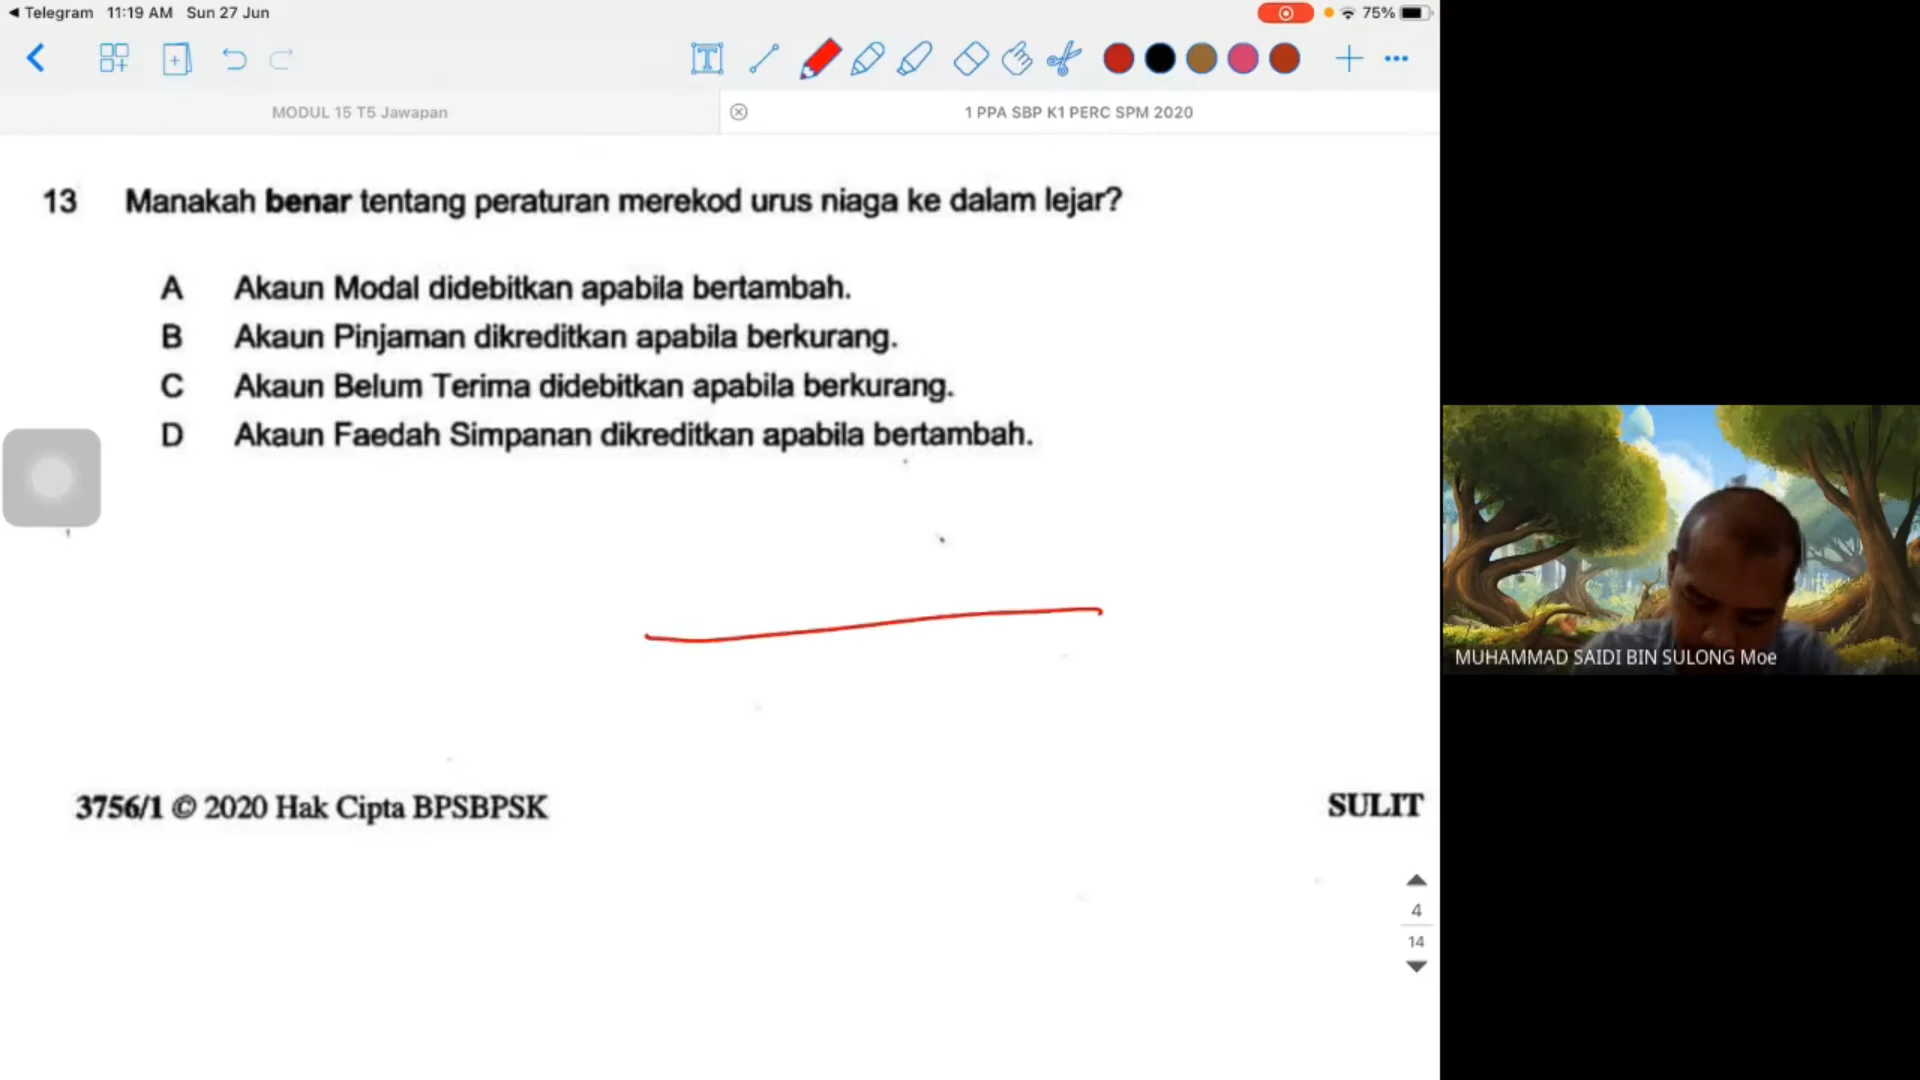 Telegram 11:19 AM Sun 27 Jun
75%
MODUL 15 T5 Jawapan
1 PPA SBP K1 PERC SPM 2020
13 Manakah benar tentang peraturan merekod urus niaga ke dalam lejar?
A Akaun Modal didebitkan apabila bertambah.
B Akaun Pinjaman dikreditkan apabila berkurang.
C Akaun Belum Terima didebitkan apabila berkurang.
D Akaun Faedah Simpanan dikreditkan apabila bertambah.
MUHAMMAD SAIDI BIN SULONG Moe
3756/1 © 2020 Hak Cipta BPSBPSK
SULIT
4
14